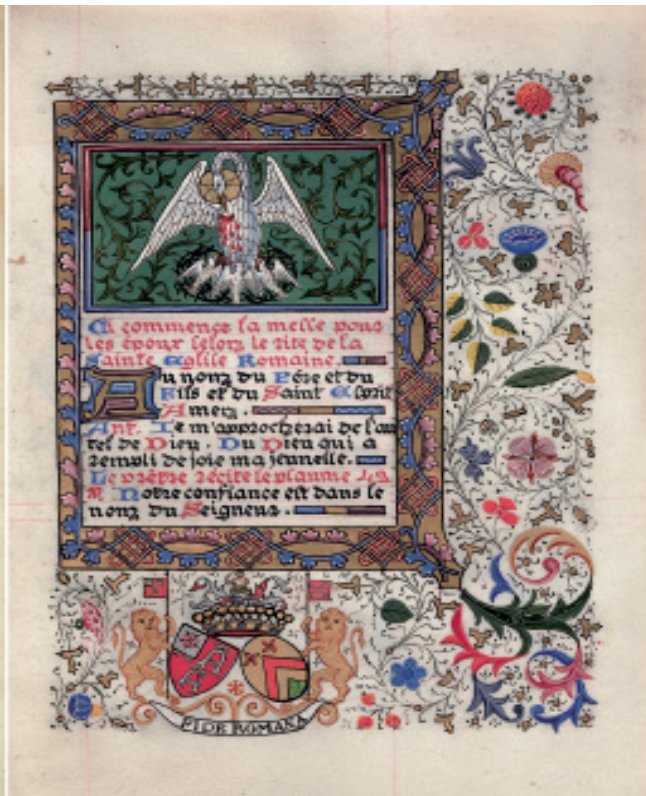 Ci commence la messe pour
les époux selon le rite de la
Sainte Eglise Romaine.
Au nom du Père et du
Fils et du Saint Esprit
Amen.
Ant. Je m'approcherai de l'au
tel de Dieu. Du Dieu qui a
rempli de joie ma jeunesse.
Le prêtre récite le psaume
Notre confiance est dans le
nom du Seigneur.
FIDE ROMANA